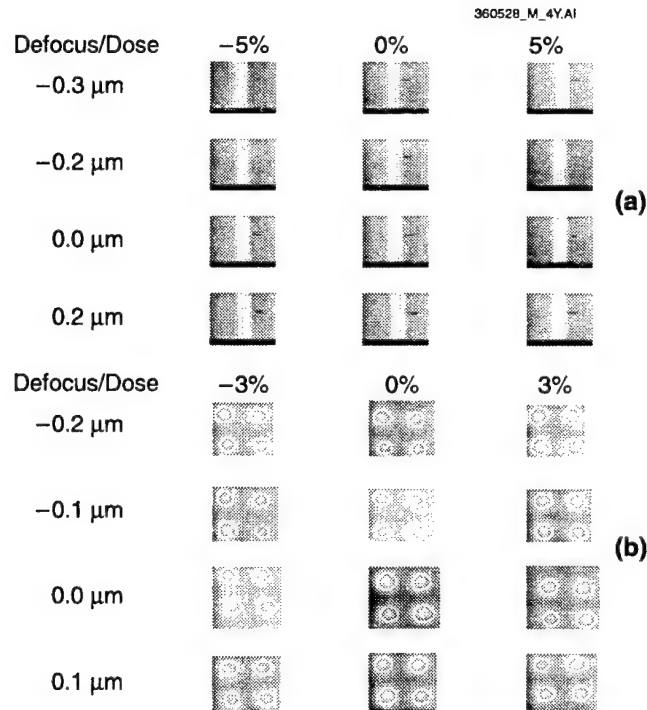 360528_M_4Y.AI
Defocus/Dose −5% 0% 5%
−0.3 µm
−0.2 µm
(a)
0.0 µm
0.2 µm
Defocus/Dose −3% 0% 3%
−0.2 µm
−0.1 µm
(b)
0.0 µm
0.1 µm